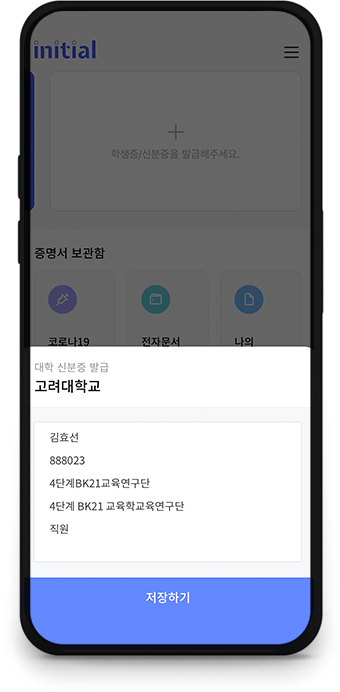 initial
학생증/신분증을 발급해주세요.
증명서 보관함
코로나19
전자문서
나의
대학 신분증 발급
고려대학교
김효선
888023
4단계BK21교육연구단
4단계 BK21 교육학교육연구단
직원
저장하기